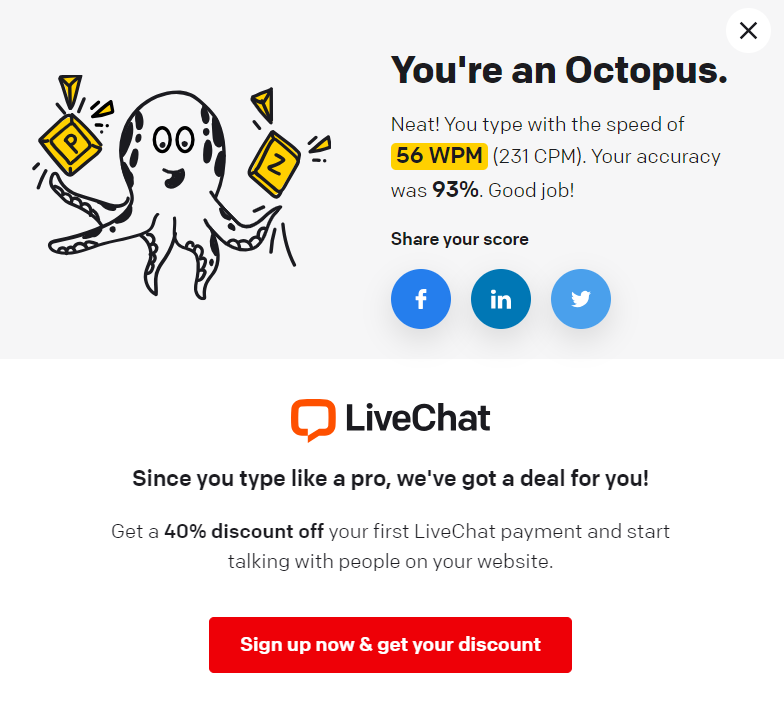 You're an Octopus.
Neat! You type with the speed of
56 WPM (231 CPM). Your accuracy
was 93%. Good job!
Share your score
P
Z
f
in
LiveChat
Since you type like a pro, we've got a deal for you!
Get a 40% discount off your first LiveChat payment and start
talking with people on your website.
Sign up now & get your discount